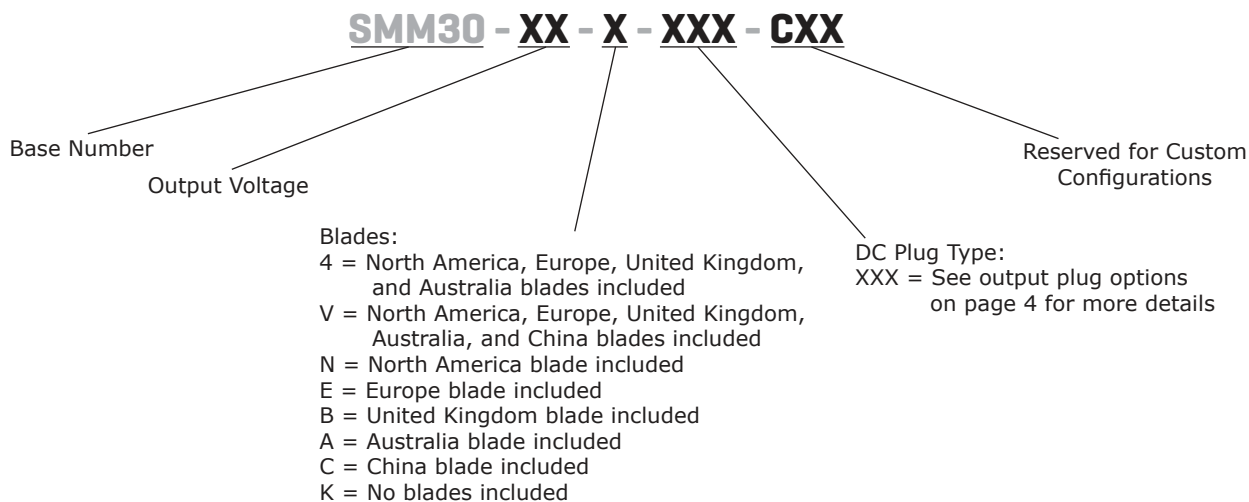 SMM30 - XX - X - XXX - CXX
Base Number
Output Voltage
Reserved for Custom
Configurations
Blades:
4 = North America, Europe, United Kingdom,
and Australia blades included
V = North America, Europe, United Kingdom,
Australia, and China blades included
N = North America blade included
E = Europe blade included
B = United Kingdom blade included
A = Australia blade included
C = China blade included
K = No blades included
DC Plug Type:
XXX = See output plug options
on page 4 for more details